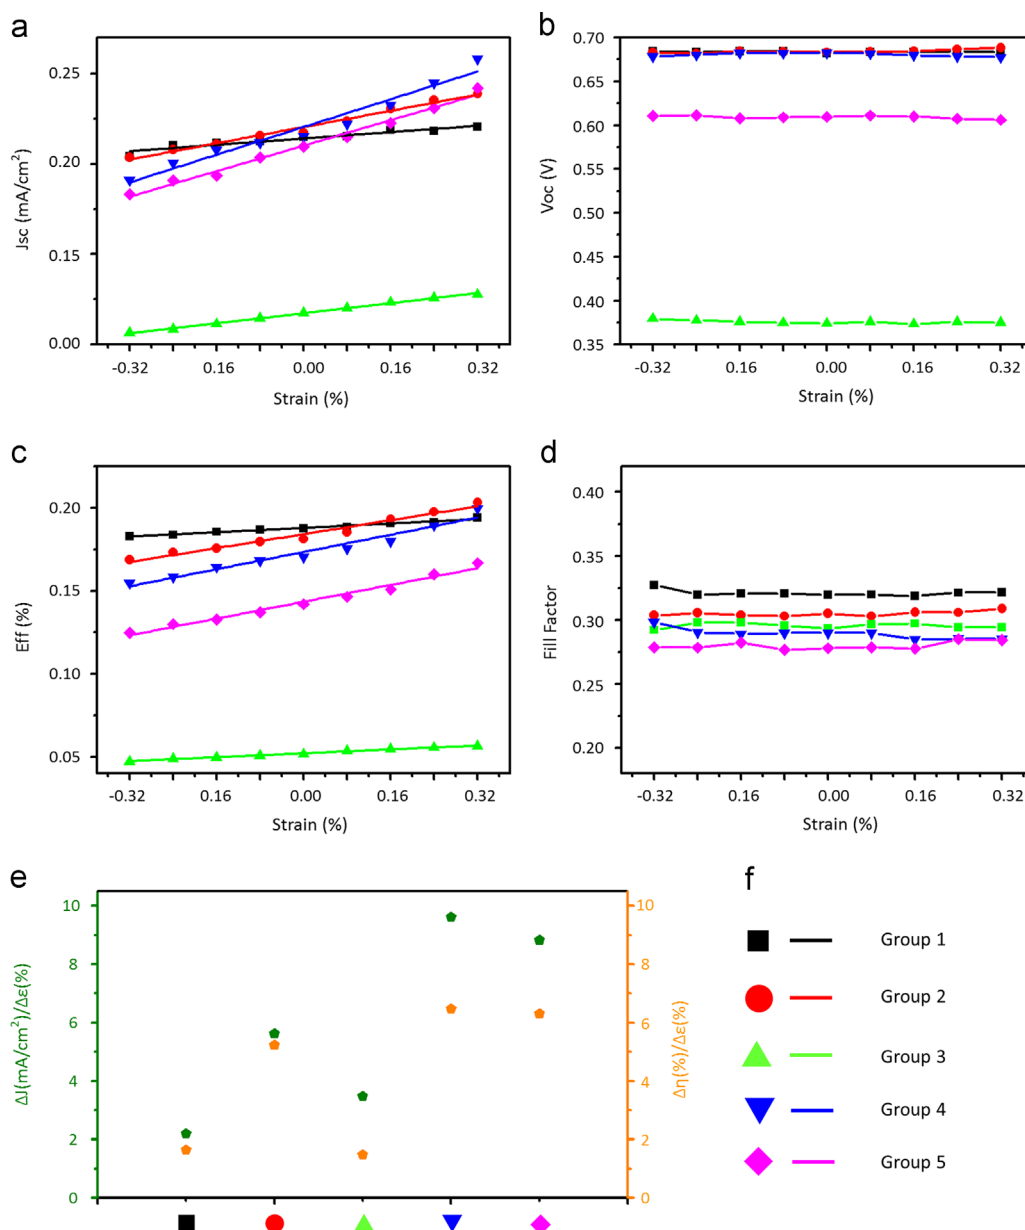 a
0.25
0.20
0.15
0.00
Jsc (mA/cm²)
-0.32 0.16 0.00 0.16 0.32
Strain (%)
b
0.70
0.65
0.60
0.55
0.50
0.45
0.40
0.35
Voc (V)
-0.32 0.16 0.00 0.16 0.32
Strain (%)
c
0.20
0.15
0.10
0.05
Eff (%)
-0.32 0.16 0.00 0.16 0.32
Strain (%)
d
0.40
0.35
0.30
0.25
0.20
Fill Factor
-0.32 0.16 0.00 0.16 0.32
Strain (%)
e
10
8
6
4
2
0
ΔJ(mA/cm²)/Δε(%)
10
8
6
4
2
0
Δη(%)/Δε(%)
f
Group 1
Group 2
Group 3
Group 4
Group 5